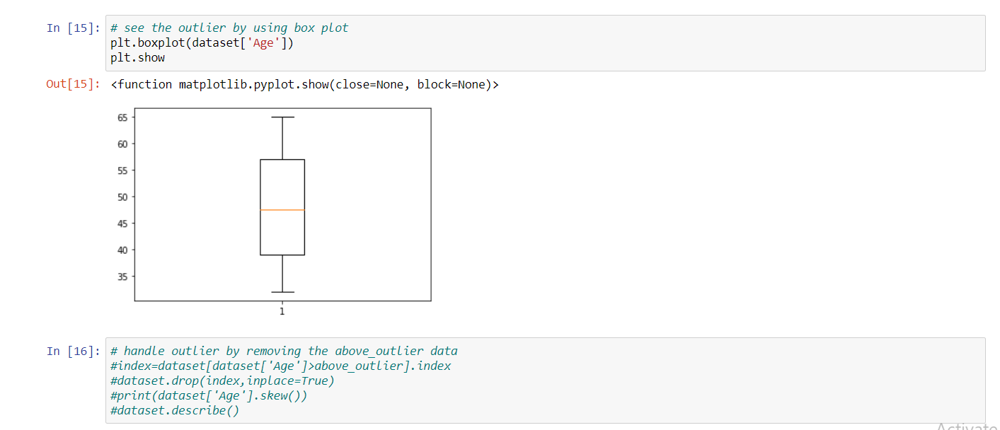 In [15]: # see the outlier by using box plot
plt.boxplot(dataset['Age'])
plt.show
Out[15]: <function matplotlib.pyplot.show(close=None, block=None)>
65
60
55
50
45
40
35
1
In [16]: # handle outlier by removing the above_outlier data
#index=dataset[dataset['Age']>above_outlier].index
#dataset.drop(index,inplace=True)
#print(dataset['Age'].skew())
#dataset.describe()
Activate